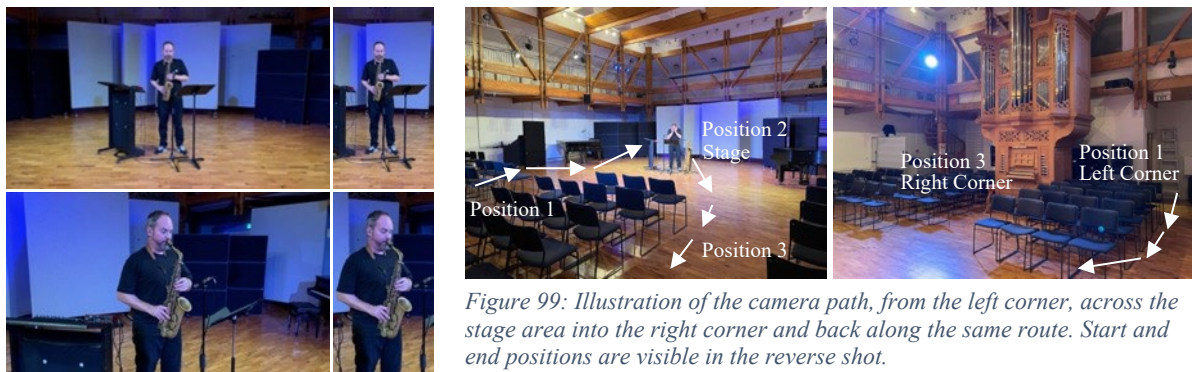 Position 2
Stage
Position 1
Position 3
Position 3
Right Corner
Position 1
Left Corner
Figure 99: Illustration of the camera path, from the left corner, across the
stage area into the right corner and back along the same route. Start and
end positions are visible in the reverse shot.